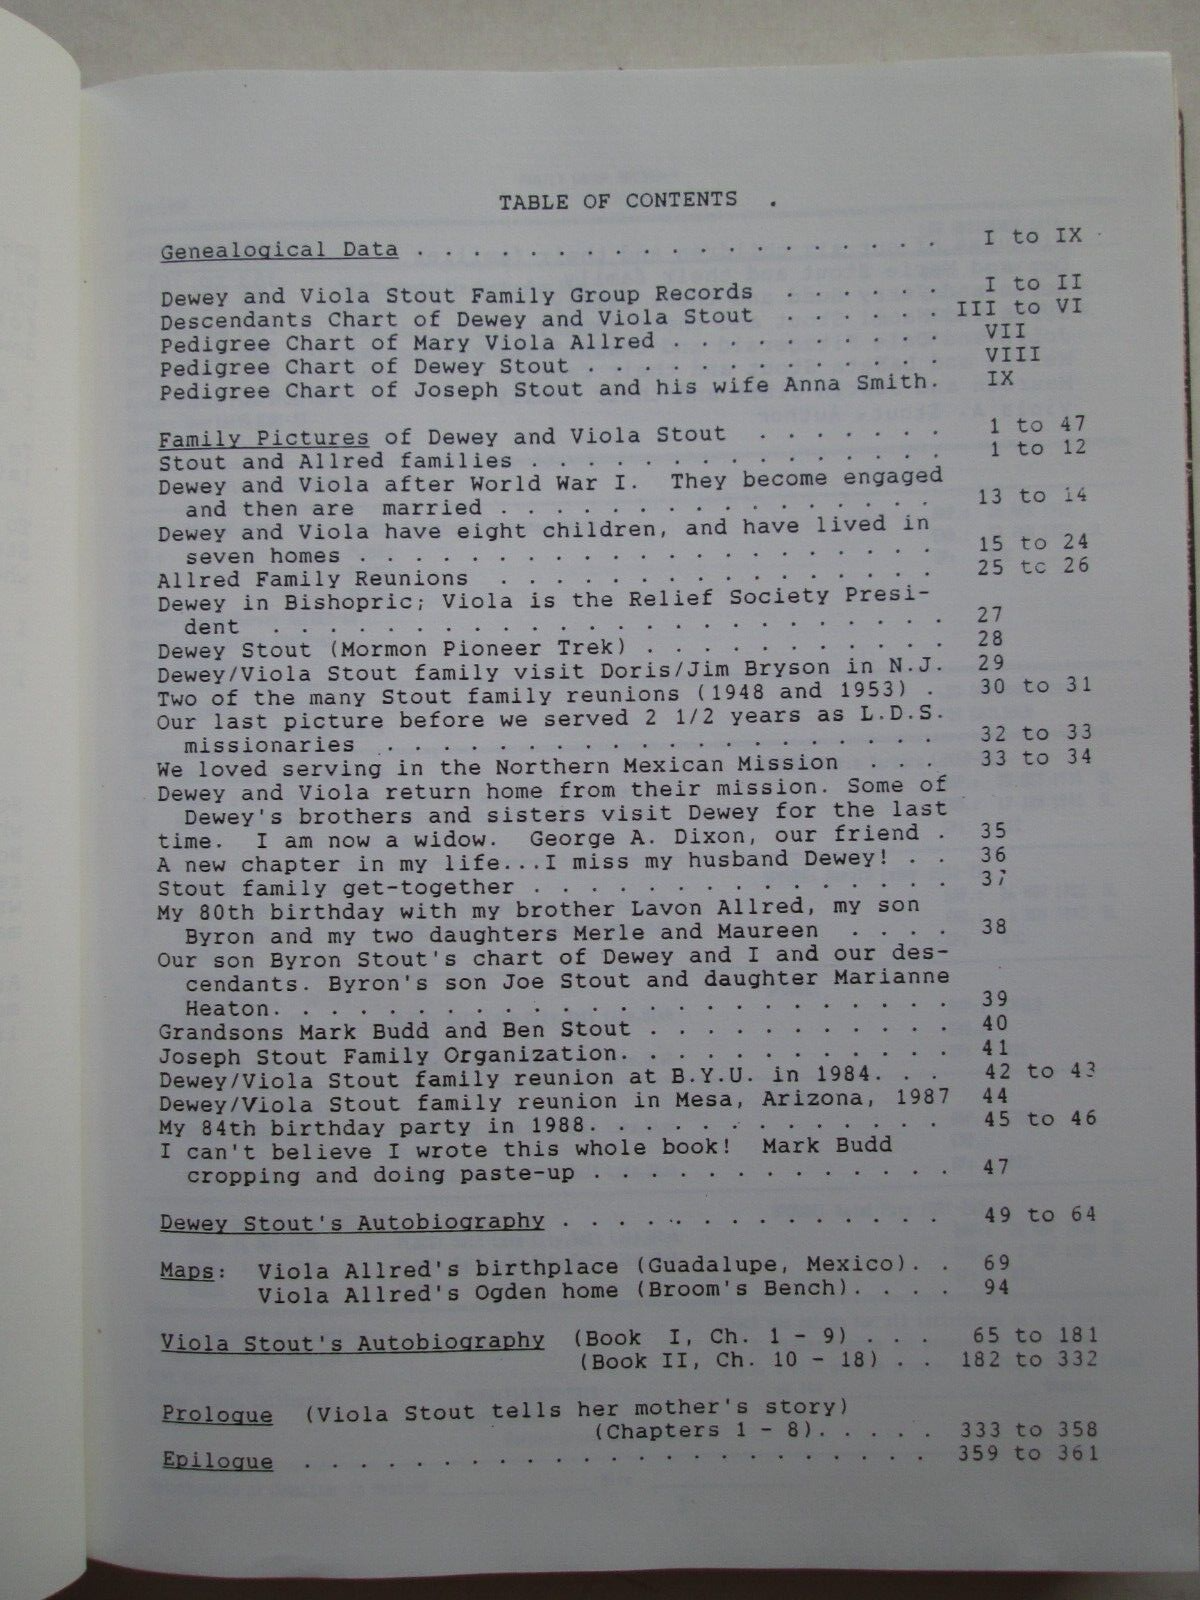 TABLE OF CONTENTS .
Genealogical Data . . . . . . . . . . . . . . . . . . . I to IX
Dewey and Viola Stout Family Group Records . . . . . . I to II
Descendants Chart of Dewey and Viola Stout . . . . . . III to VI
Pedigree Chart of Mary Viola Allred . . . . . . . . . . VII
Pedigree Chart of Dewey Stout . . . . . . . . . . . . . VIII
Pedigree Chart of Joseph Stout and his wife Anna Smith. IX
Family Pictures of Dewey and Viola Stout . . . . . . . 1 to 47
Stout and Allred families . . . . . . . . . . . . . . . 1 to 12
Dewey and Viola after World War I. They become engaged
and then are married . . . . . . . . . . . . . . . . 13 to 14
Dewey and Viola have eight children, and have lived in
seven homes . . . . . . . . . . . . . . . . . . . . . 15 to 24
Allred Family Reunions . . . . . . . . . . . . . . . . 25 tc 26
Dewey in Bishopric; Viola is the Relief Society Presi-
dent . . . . . . . . . . . . . . . . . . . . . . . . 27
Dewey Stout (Mormon Pioneer Trek) . . . . . . . . . . . 28
Dewey/Viola Stout family visit Doris/Jim Bryson in N.J. 29
Two of the many Stout family reunions (1948 and 1953) . 30 to 31
Our last picture before we served 2 1/2 years as L.D.S.
missionaries . . . . . . . . . . . . . . . . . . . . 32 to 33
We loved serving in the Northern Mexican Mission . . . 33 to 34
Dewey and Viola return home from their mission. Some of
Dewey's brothers and sisters visit Dewey for the last
time. I am now a widow. George A. Dixon, our friend . 35
A new chapter in my life...I miss my husband Dewey! . . 36
Stout family get-together . . . . . . . . . . . . . . . 37
My 80th birthday with my brother Lavon Allred, my son
Byron and my two daughters Merle and Maureen . . . . 38
Our son Byron Stout's chart of Dewey and I and our des-
cendants. Byron's son Joe Stout and daughter Marianne
Heaton. . . . . . . . . . . . . . . . . . . . . . . . 39
Grandsons Mark Budd and Ben Stout . . . . . . . . . . . 40
Joseph Stout Family Organization. . . . . . . . . . . . 41
Dewey/Viola Stout family reunion at B.Y.U. in 1984. . . 42 to 43
Dewey/Viola Stout family reunion in Mesa, Arizona, 1987 44
My 84th birthday party in 1988. . . . . . . . . . . . . 45 to 46
I can't believe I wrote this whole book! Mark Budd
cropping and doing paste-up . . . . . . . . . . . . . 47
Dewey Stout's Autobiography . . . . . . . . . . . . . . 49 to 64
Maps: Viola Allred's birthplace (Guadalupe, Mexico). . 69
Viola Allred's Ogden home (Broom's Bench). . . . 94
Viola Stout's Autobiography (Book I, Ch. 1 - 9) . . . 65 to 181
(Book II, Ch. 10 - 18) . . 182 to 332
Prologue (Viola Stout tells her mother's story)
(Chapters 1 - 8). . . . . 333 to 358
Epilogue . . . . . . . . . . . . . . . . . . . . . . . 359 to 361